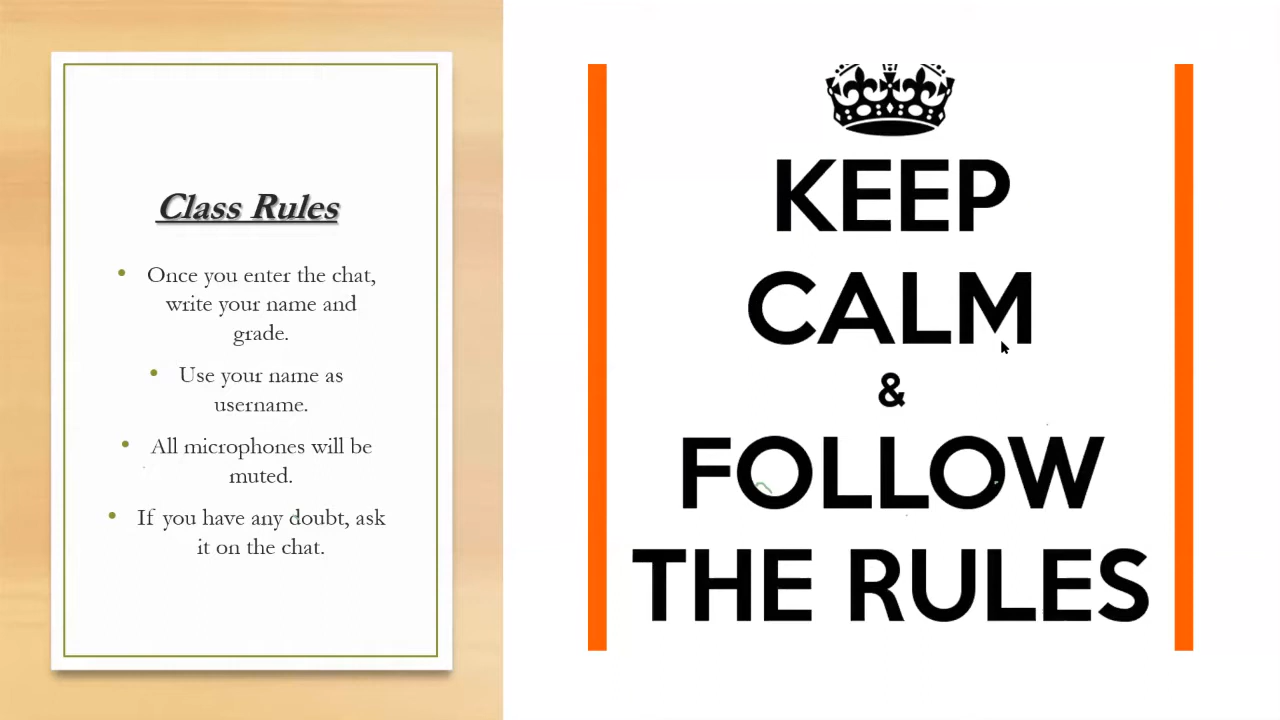 Class Rules
• Once you enter the chat,
write your name and
grade.
• Use your name as
username.
• All microphones will be
muted.
• If you have any doubt, ask
it on the chat.
KEEP
CALM
&
FOLLOW
THE RULES